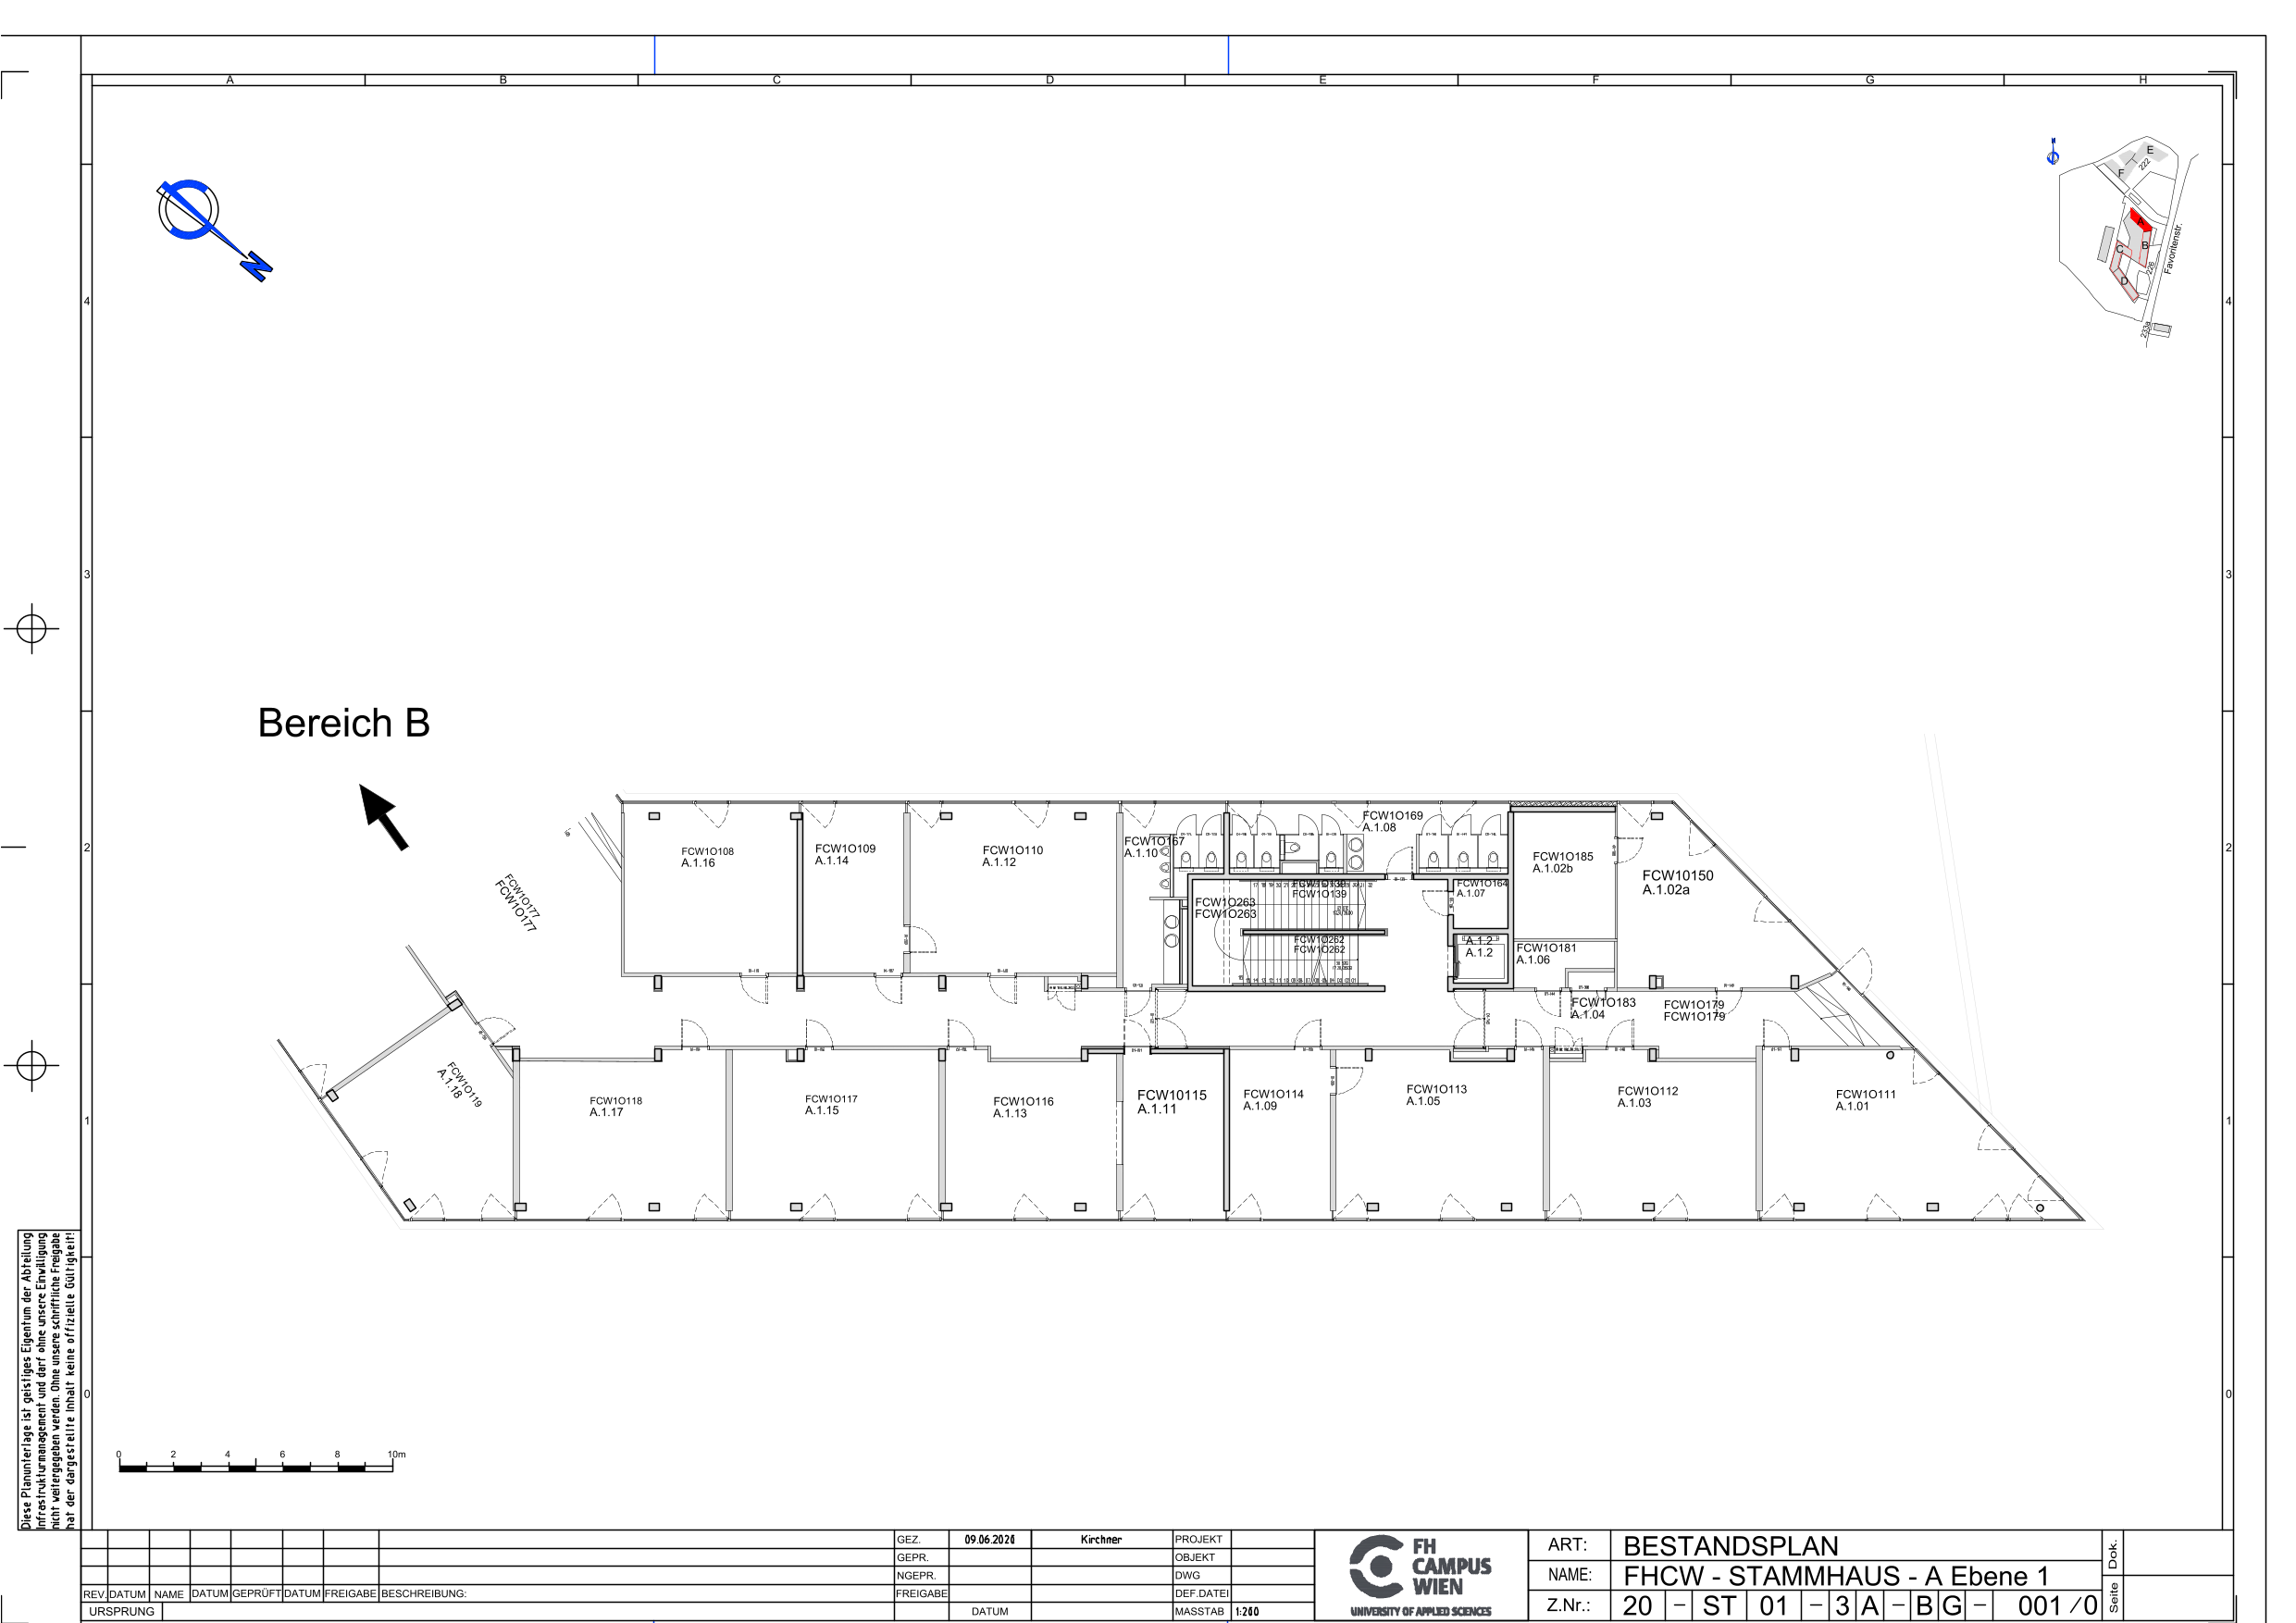 A B C D E F G H
4
3
2
1
0
4
3
2
1
0
N
E
222
F
A
B
C
226
D
Favoritenstr.
233a
Bereich B
FCW1O177
FCW1O177
FCW1O108
A.1.16
FCW1O109
A.1.14
FCW1O110
A.1.12
FCW1O167
A.1.10
FCW1O169
A.1.08
FCW1O139
FCW1O263
FCW1O263
FCW1O262
FCW1O262
FCW1O164
A.1.07
A.1.2
A.1.2
FCW1O185
A.1.02b
FCW10150
A.1.02a
FCW1O181
A.1.06
FCW1O183
A.1.04
FCW1O179
FCW1O179
FCW1O119
A.1.18
FCW1O118
A.1.17
FCW1O117
A.1.15
FCW1O116
A.1.13
FCW10115
A.1.11
FCW1O114
A.1.09
FCW1O113
A.1.05
FCW1O112
A.1.03
FCW1O111
A.1.01
0 2 4 6 8 10m
Diese Planunterlage ist geistiges Eigentum der Abteilung
Infrastrukturmanagement und darf ohne unsere Einwilligung
nicht weitergegeben werden. Ohne unsere schriftliche Freigabe
hat der dargestellte Inhalt keine offizielle Gültigkeit!
REV. DATUM NAME DATUM GEPRÜFT DATUM FREIGABE BESCHREIBUNG:
URSPRUNG
GEZ. Kirchner PROJEKT
GEPR. OBJEKT
NGEPR. DWG
FREIGABE DEF.DATEI
DATUM MASSTAB
FH
CAMPUS
WIEN
UNIVERSITY OF APPLIED SCIENCES
ART: BESTANDSPLAN
NAME: FHCW - STAMMHAUS - A Ebene 1
Z.Nr.: 20 - ST 01 - 3 A - B G - 001 /0
Dok.
Seite